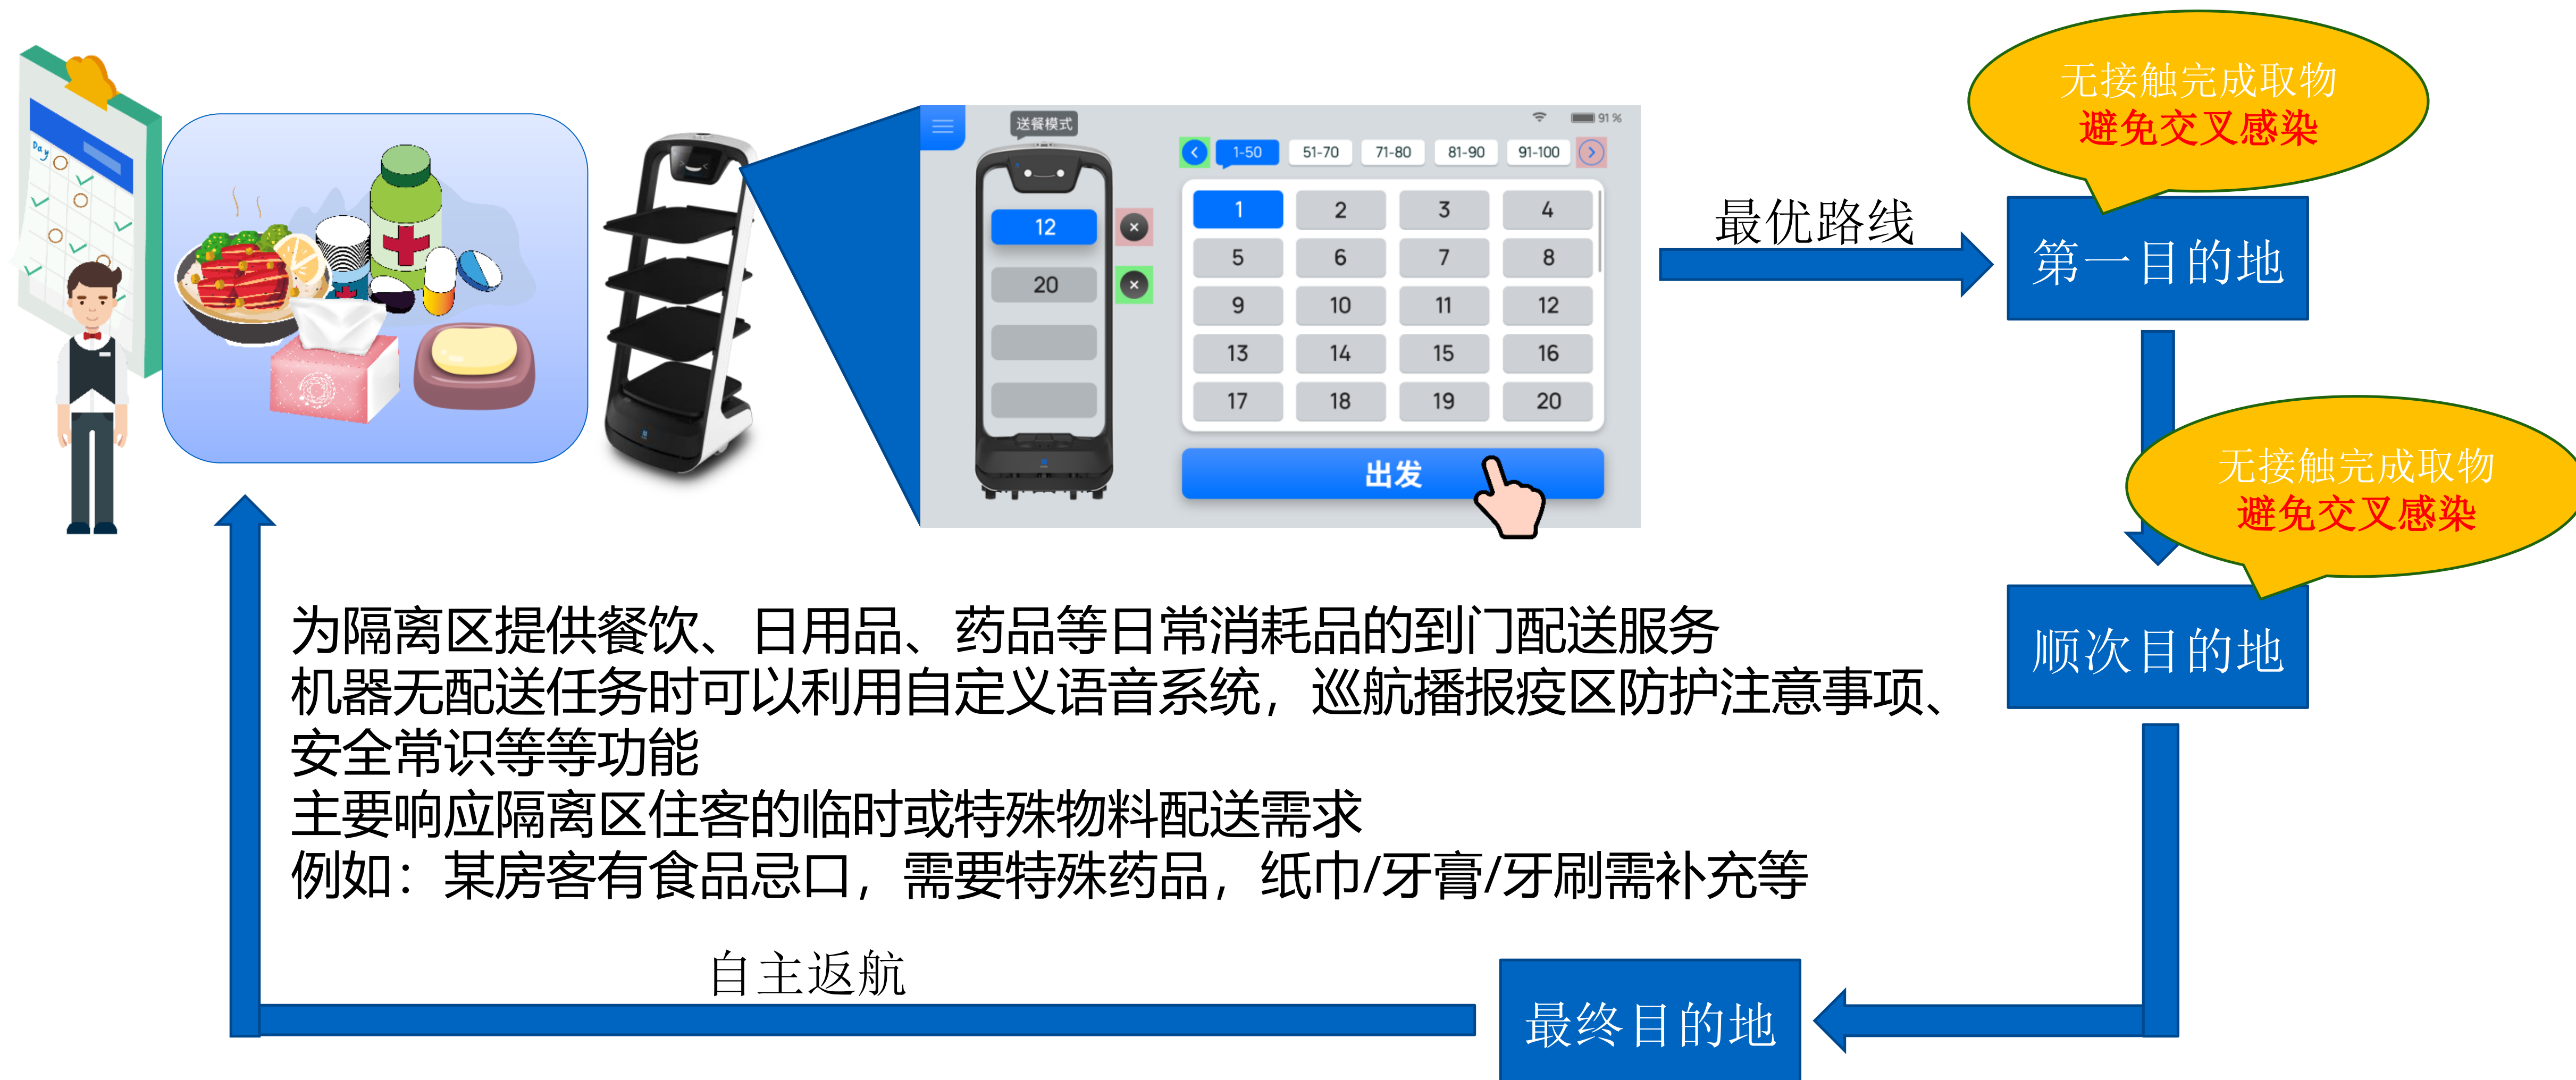 Day
送餐模式
91 %
1-50
51-70
71-80
81-90
91-100
12
20
1
2
3
4
5
6
7
8
9
10
11
12
13
14
15
16
17
18
19
20
出发
最优路线
无接触完成取物
避免交叉感染
第一目的地
无接触完成取物
避免交叉感染
顺次目的地
为隔离区提供餐饮、日用品、药品等日常消耗品的到门配送服务
机器无配送任务时可以利用自定义语音系统，巡航播报疫区防护注意事项、
安全常识等等功能
主要响应隔离区住客的临时或特殊物料配送需求
例如：某房客有食品忌口，需要特殊药品，纸巾/牙膏/牙刷需补充等
自主返航
最终目的地